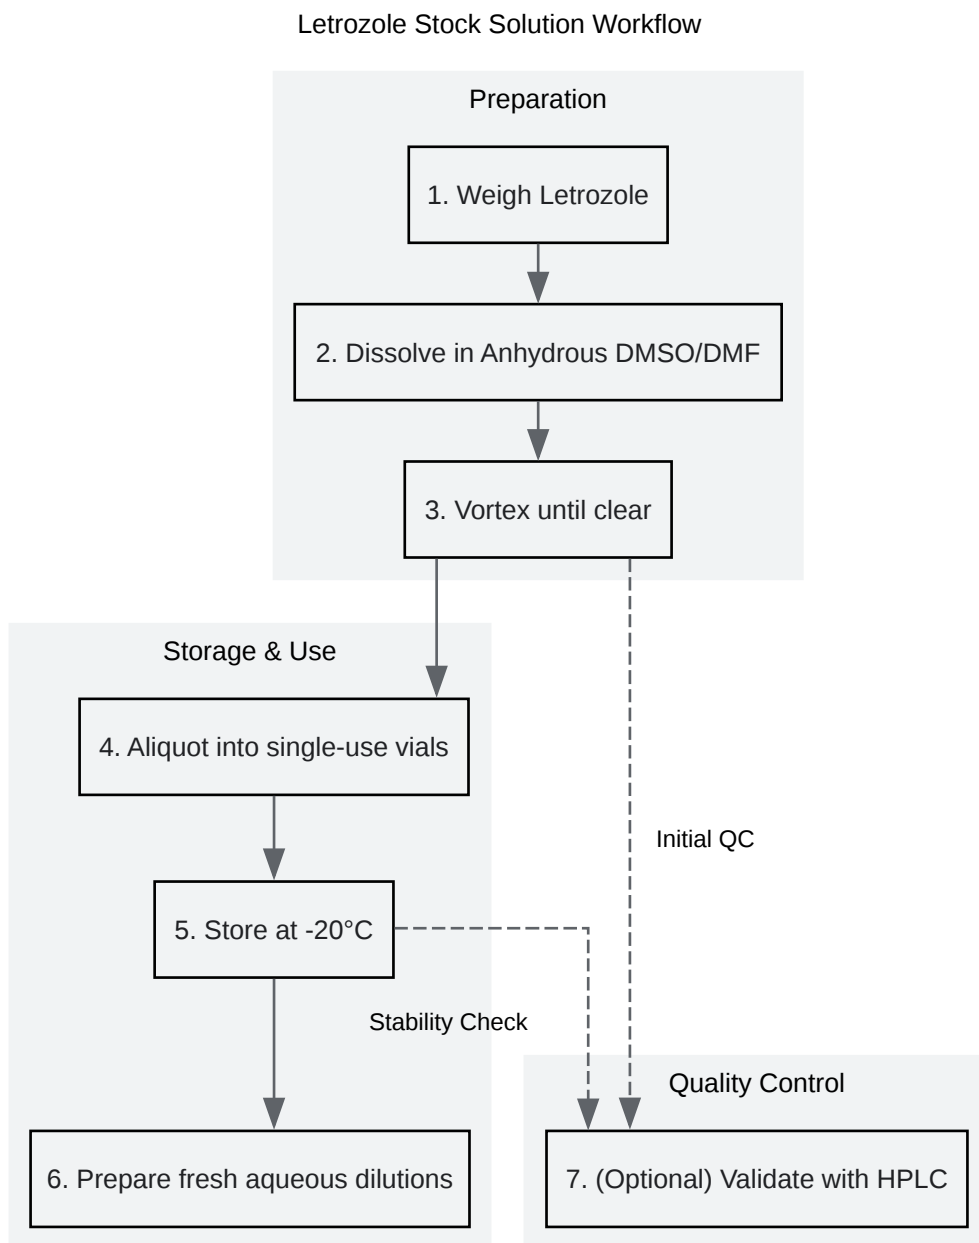 Letrozole Stock Solution Workflow
Preparation
1. Weigh Letrozole
2. Dissolve in Anhydrous DMSO/DMF
3. Vortex until clear
Storage & Use
4. Aliquot into single-use vials
Initial QC
5. Store at -20°C
Stability Check
Quality Control
6. Prepare fresh aqueous dilutions
7. (Optional) Validate with HPLC